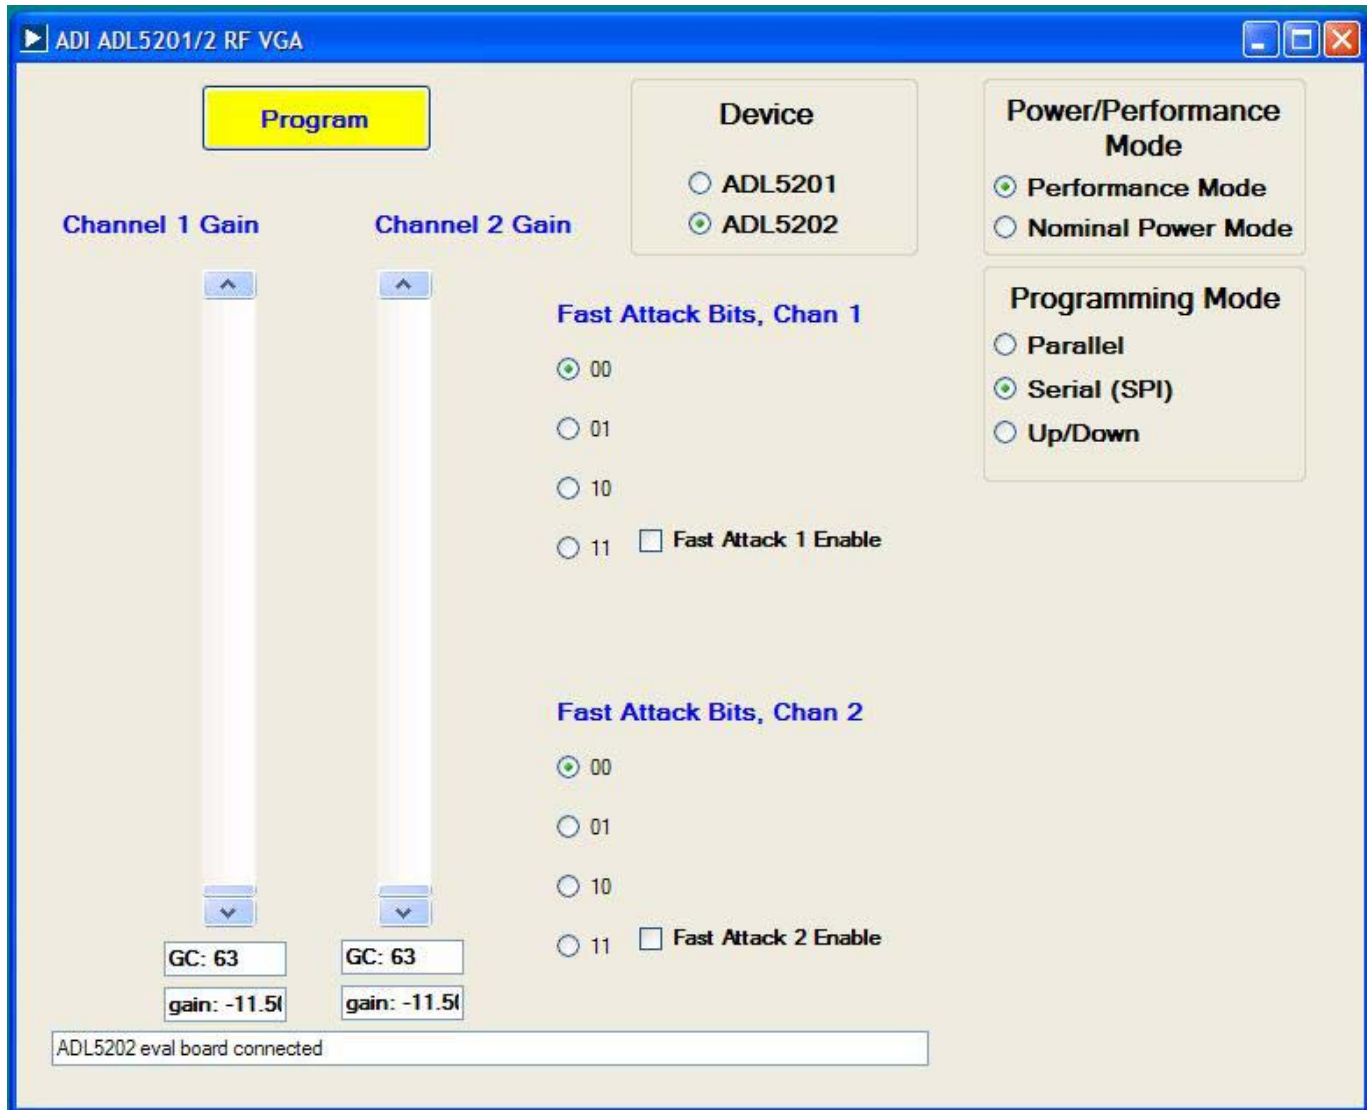 ADI ADL5201/2 RF VGA
Program
Device
ADL5201
ADL5202
Power/Performance
Mode
Performance Mode
Nominal Power Mode
Programming Mode
Parallel
Serial (SPI)
Up/Down
Channel 1 Gain
Channel 2 Gain
Fast Attack Bits, Chan 1
00
01
10
11
Fast Attack 1 Enable
Fast Attack Bits, Chan 2
00
01
10
11
Fast Attack 2 Enable
GC: 63
GC: 63
gain: -11.50
gain: -11.50
ADL5202 eval board connected